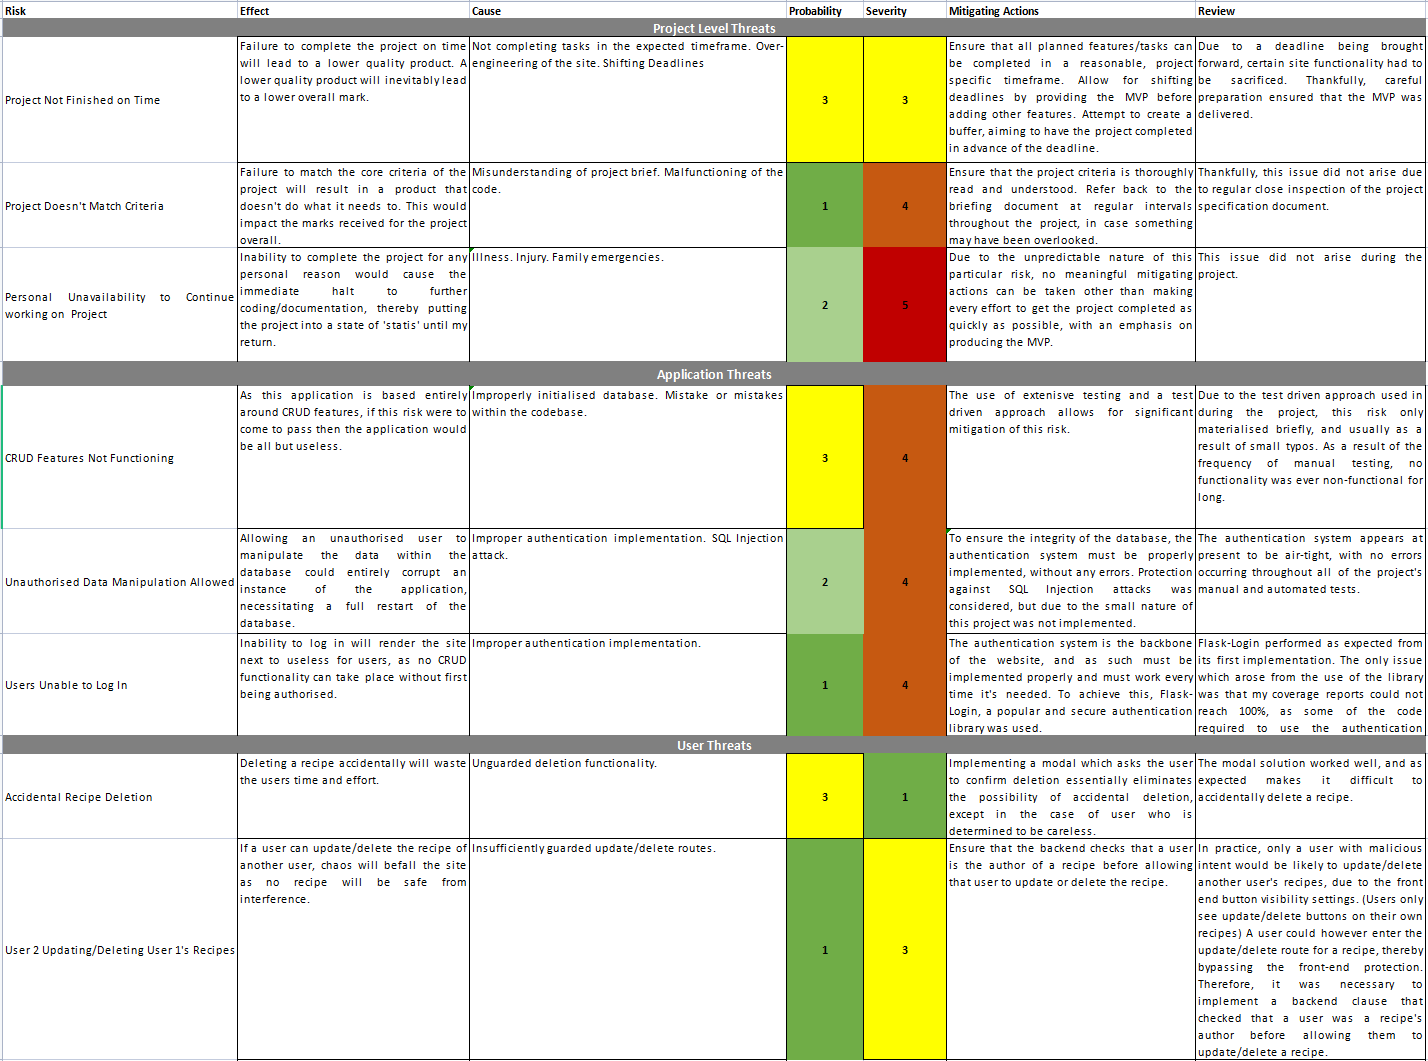 Risk Effect Cause Probability Severity Mitigating Actions Review
Project Level Threats
Project Not Finished on Time
Failure to complete the project on time
will lead to a lower quality product. A
lower quality product will inevitably lead
to a lower overall mark.
Not completing tasks in the expected timeframe. Over-
engineering of the site. Shifting Deadlines
3
3
Ensure that all planned features/tasks can
be completed in a reasonable, project
specific timeframe. Allow for shifting
deadlines by providing the MVP before
adding other features. Attempt to create a
buffer, aiming to have the project completed
in advance of the deadline.
Due to a deadline being brought
forward, certain site functionality had to
be sacrificed. Thankfully, careful
preparation ensured that the MVP was
delivered.
Project Doesn't Match Criteria
Failure to match the core criteria of the
project will result in a product that
doesn't do what it needs to. This would
impact the marks received for the project
overall.
Misunderstanding of project brief. Malfunctioning of the
code.
1
4
Ensure that the project criteria is thoroughly
read and understood. Refer back to the
briefing document at regular intervals
throughout the project, in case something
may have been overlooked.
Thankfully, this issue did not arise due
to regular close inspection of the project
specification document.
Personal Unavailability to Continue
working on Project
Inability to complete the project for any
personal reason would cause the
immediate halt to further
coding/documentation, thereby putting
the project into a state of 'statis' until my
return.
Illness. Injury. Family emergencies.
2
5
Due to the unpredictable nature of this
particular risk, no meaningful mitigating
actions can be taken other than making
every effort to get the project completed as
quickly as possible, with an emphasis on
producing the MVP.
This issue did not arise during the
project.
Application Threats
CRUD Features Not Functioning
As this application is based entirely
around CRUD features, if this risk were to
come to pass then the application would
be all but useless.
Improperly initialised database. Mistake or mistakes
within the codebase.
3
4
The use of extenisve testing and a test
driven approach allows for significant
mitigation of this risk.
Due to the test driven approach used in
during the project, this risk only
materialised briefly, and usually as a
result of small typos. As a result of the
frequency of manual testing, no
functionality was ever non-functional for
long.
Unauthorised Data Manipulation Allowed
Allowing an unauthorised user to
manipulate the data within the
database could entirely corrupt an
instance of the application,
necessitating a full restart of the
database.
Improper authentication implementation. SQL Injection
attack.
2
4
To ensure the integrity of the database, the
authentication system must be properly
implemented, without any errors. Protection
against SQL Injection attacks was
considered, but due to the small nature of
this project was not implemented.
The authentication system appears at
present to be air-tight, with no errors
occurring throughout all of the project's
manual and automated tests.
Users Unable to Log In
Inability to log in will render the site
next to useless for users, as no CRUD
functionality can take place without first
being authorised.
Improper authentication implementation.
1
4
The authentication system is the backbone
of the website, and as such must be
implemented properly and must work every
time it's needed. To achieve this, Flask-
Login, a popular and secure authentication
library was used.
Flask-Login performed as expected from
its first implementation. The only issue
which arose from the use of the library
was that my coverage reports could not
reach 100%, as some of the code
required to use the authentication
User Threats
Accidental Recipe Deletion
Deleting a recipe accidentally will waste
the users time and effort.
Unguarded deletion functionality.
3
1
Implementing a modal which asks the user
to confirm deletion essentially eliminates
the possibility of accidental deletion,
except in the case of user who is
determined to be careless.
The modal solution worked well, and as
expected makes it difficult to
accidentally delete a recipe.
User 2 Updating/Deleting User 1's Recipes
If a user can update/delete the recipe of
another user, chaos will befall the site
as no recipe will be safe from
interference.
Insufficiently guarded update/delete routes.
1
3
Ensure that the backend checks that a user
is the author of a recipe before allowing
that user to update or delete the recipe.
In practice, only a user with malicious
intent would be likely to update/delete
another user's recipes, due to the front
end button visibility settings. (Users only
see update/delete buttons on their own
recipes) A user could however enter the
update/delete route for a recipe, thereby
bypassing the front-end protection.
Therefore, it was necessary to
implement a backend clause that
checked that a user was a recipe's
author before allowing them to
update/delete a recipe.